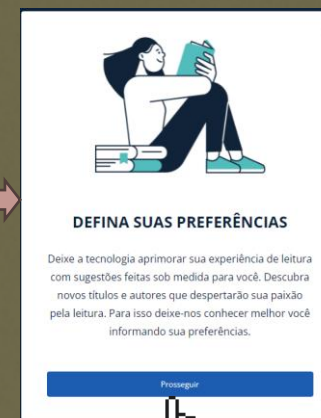 DEFINA SUAS PREFERÊNCIAS
Deixe a tecnologia aprimorar sua experiência de leitura
com sugestões feitas sob medida para você. Descubra
novos títulos e autores que despertarão sua paixão
pela leitura. Para isso deixe-nos conhecer melhor você
informando sua preferências.
Prosseguir